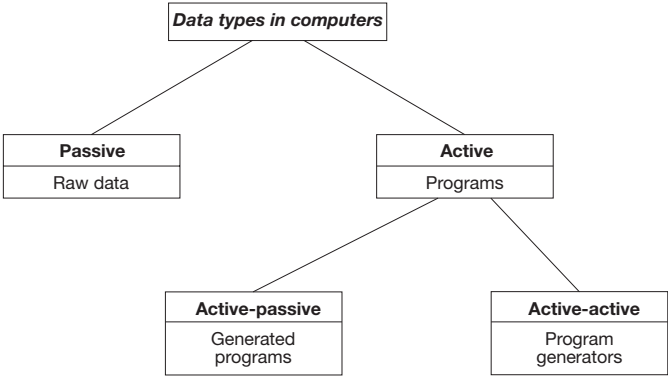 Data types in computers
Passive
Raw data
Active
Programs
Active-passive
Generated
programs
Active-active
Program
generators